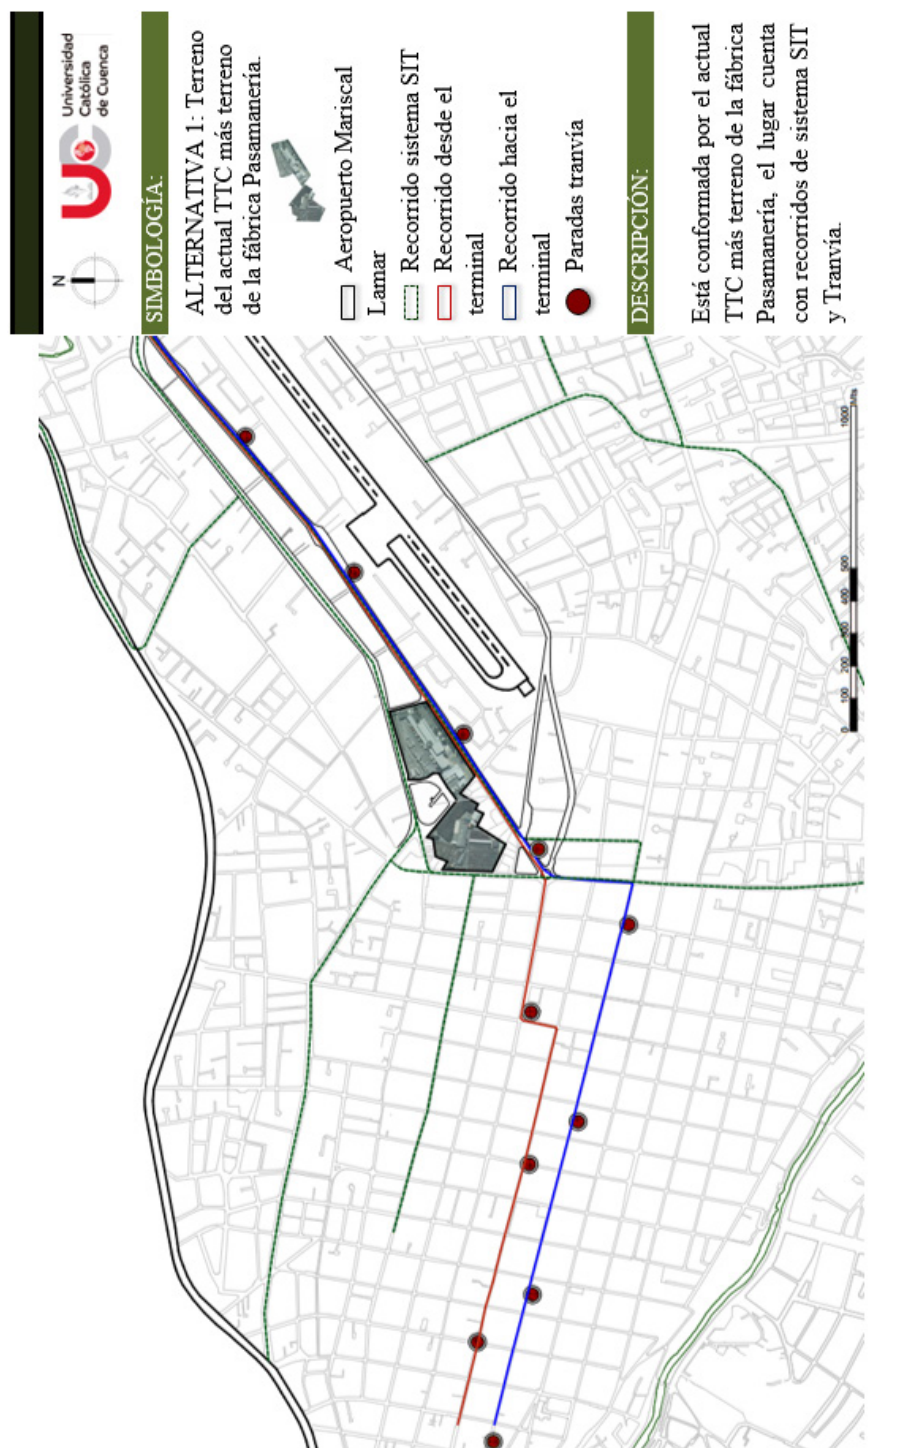 Universidad
Católica
de Cuenca
N
SIMBOLOGÍA:
ALTERNATIVA 1: Terreno
del actual TTC más terreno
de la fábrica Pasamanería.
Aeropuerto Mariscal
Lamar
Recorrido sistema SIT
Recorrido desde el
terminal
Recorrido hacia el
terminal
Paradas tranvía
DESCRIPCIÓN:
Está conformada por el actual
TTC más terreno de la fábrica
Pasamanería, el lugar cuenta
con recorridos de sistema SIT
y Tranvía.
0 100 200 300 400 500 1000